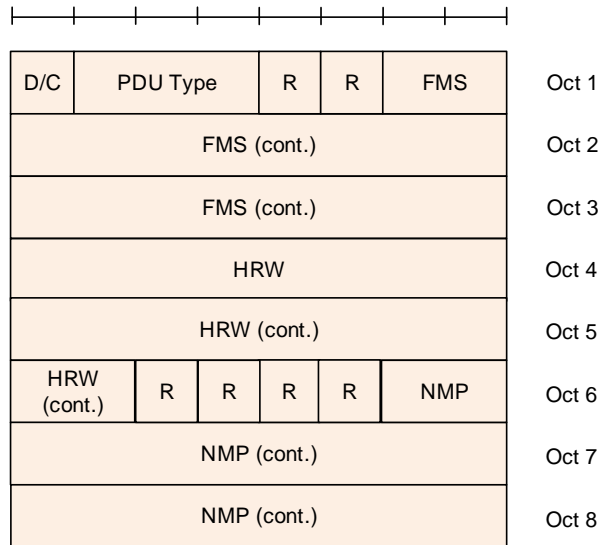 D/C PDU Type R R FMS Oct 1
FMS (cont.) Oct 2
FMS (cont.) Oct 3
HRW Oct 4
HRW (cont.) Oct 5
HRW
(cont.) R R R R NMP Oct 6
NMP (cont.) Oct 7
NMP (cont.) Oct 8